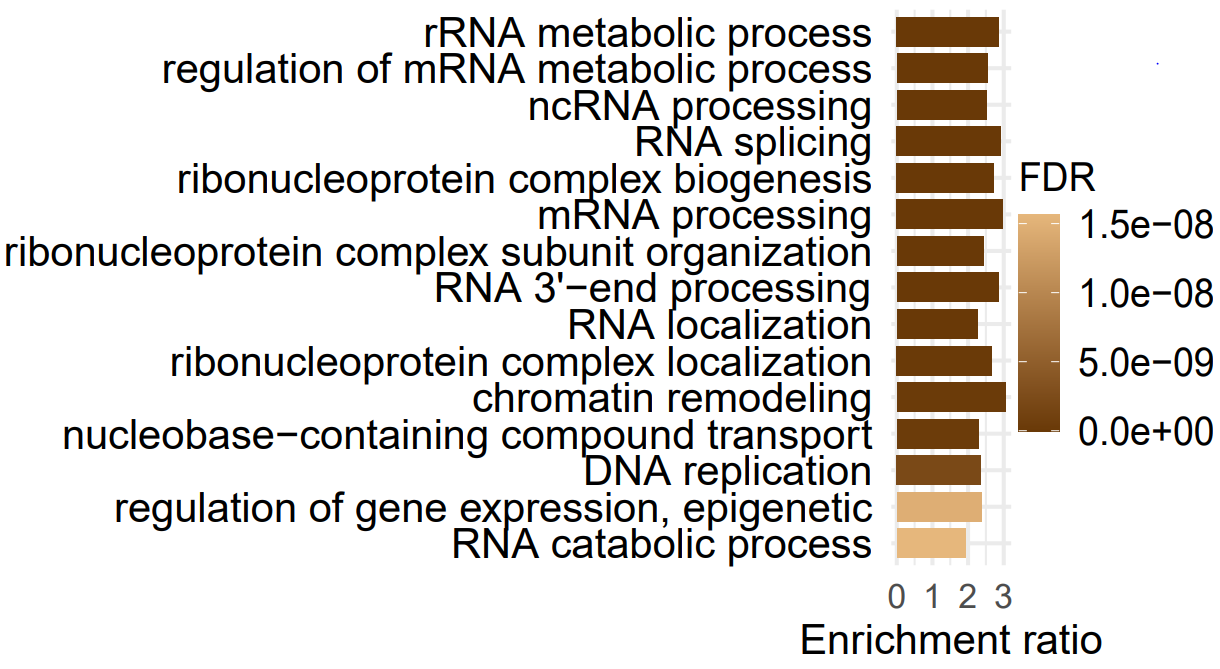 rRNA metabolic process
regulation of mRNA metabolic process
ncRNA processing
RNA splicing
ribonucleoprotein complex biogenesis
mRNA processing
ribonucleoprotein complex subunit organization
RNA 3'−end processing
RNA localization
ribonucleoprotein complex localization
chromatin remodeling
nucleobase−containing compound transport
DNA replication
regulation of gene expression, epigenetic
RNA catabolic process
0 1 2 3
Enrichment ratio
FDR
1.5e−08
1.0e−08
5.0e−09
0.0e+00